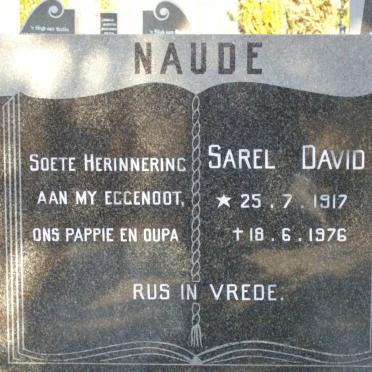 NAUDE
SOETE HERINNERING
AAN MY EGGENOOT,
ONS PAPPIE EN OUPA
SAREL DAVID
★ 25.7.1917
† 18.6.1976
RUS IN VREDE.